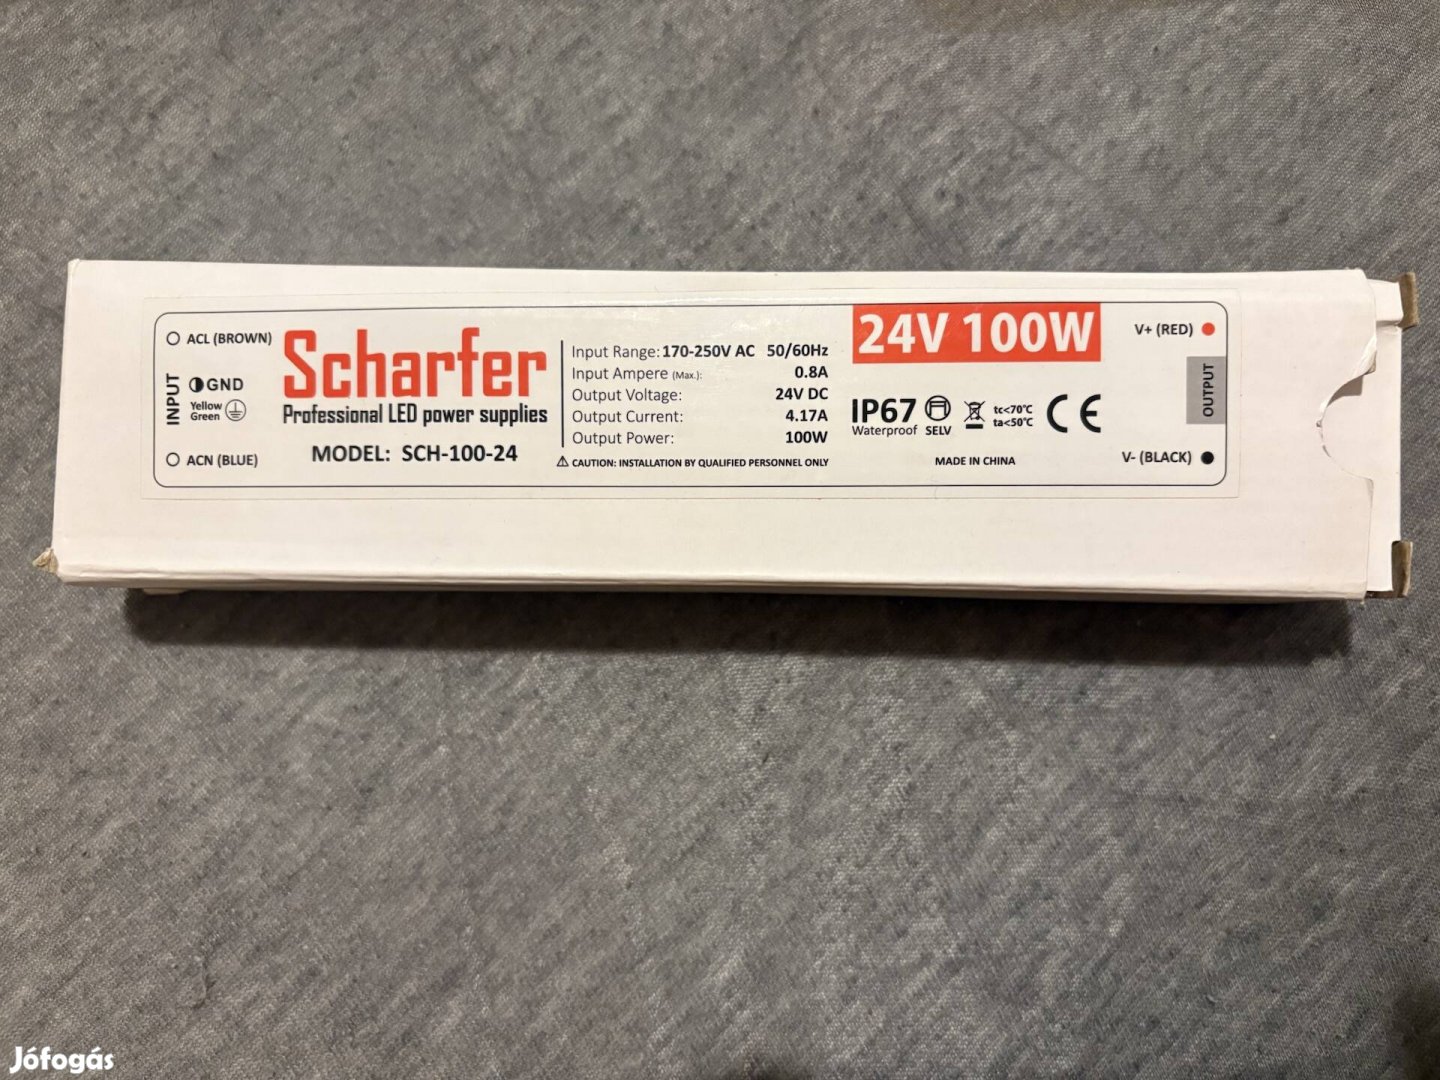 ACL (BROWN)
INPUT
GND
Yellow
Green
ACN (BLUE)
Scharfer
Professional LED power supplies
MODEL: SCH-100-24
Input Range: 170-250V AC 50/60Hz
Input Ampere (Max.): 0.8A
Output Voltage: 24V DC
Output Current: 4.17A
Output Power: 100W
CAUTION: INSTALLATION BY QUALIFIED PERSONNEL ONLY
24V 100W
IP67
Waterproof
SELV
tc<70°C
ta<50°C
CE
MADE IN CHINA
V+ (RED)
OUTPUT
V- (BLACK)
Jófogás